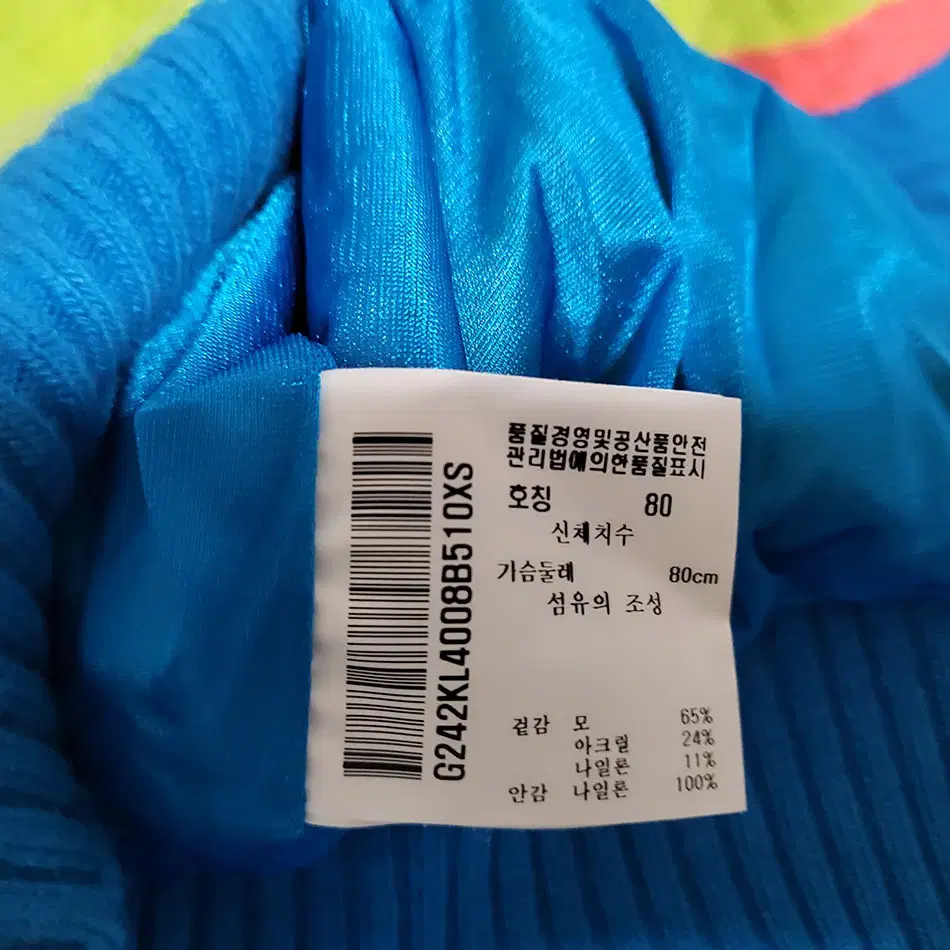 품질경영및공산품안전
관리법에의한품질표시
호칭 80
신체치수
가슴둘레 80cm
섬유의 조성
겉감 모 65%
아크릴 24%
나일론 11%
안감 나일론 100%
G242KL4008B510XS